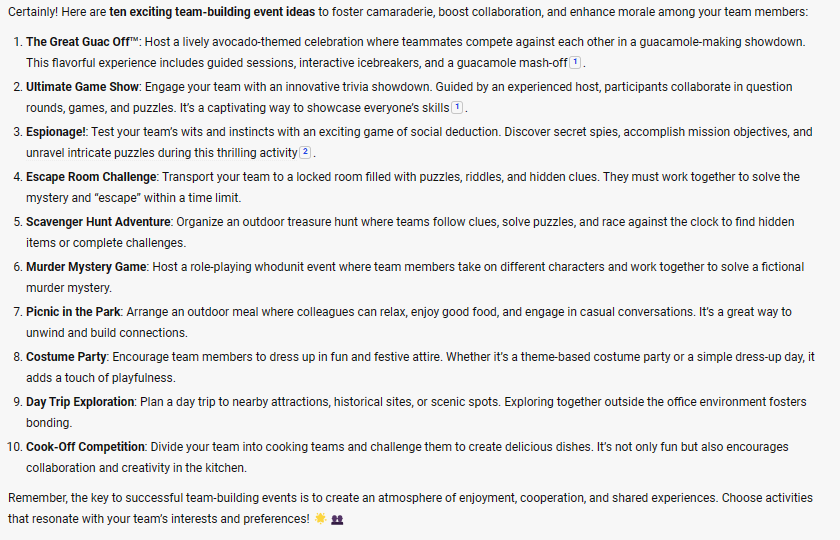 Certainly! Here are ten exciting team-building event ideas to foster camaraderie, boost collaboration, and enhance morale among your team members:
1. The Great Guac Off™: Host a lively avocado-themed celebration where teammates compete against each other in a guacamole-making showdown.
This flavorful experience includes guided sessions, interactive icebreakers, and a guacamole mash-off 1 .
2. Ultimate Game Show: Engage your team with an innovative trivia showdown. Guided by an experienced host, participants collaborate in question
rounds, games, and puzzles. It’s a captivating way to showcase everyone’s skills 1 .
3. Espionage!: Test your team’s wits and instincts with an exciting game of social deduction. Discover secret spies, accomplish mission objectives, and
unravel intricate puzzles during this thrilling activity 2 .
4. Escape Room Challenge: Transport your team to a locked room filled with puzzles, riddles, and hidden clues. They must work together to solve the
mystery and “escape” within a time limit.
5. Scavenger Hunt Adventure: Organize an outdoor treasure hunt where teams follow clues, solve puzzles, and race against the clock to find hidden
items or complete challenges.
6. Murder Mystery Game: Host a role-playing whodunit event where team members take on different characters and work together to solve a fictional
murder mystery.
7. Picnic in the Park: Arrange an outdoor meal where colleagues can relax, enjoy good food, and engage in casual conversations. It’s a great way to
unwind and build connections.
8. Costume Party: Encourage team members to dress up in fun and festive attire. Whether it’s a theme-based costume party or a simple dress-up day, it
adds a touch of playfulness.
9. Day Trip Exploration: Plan a day trip to nearby attractions, historical sites, or scenic spots. Exploring together outside the office environment fosters
bonding.
10. Cook-Off Competition: Divide your team into cooking teams and challenge them to create delicious dishes. It’s not only fun but also encourages
collaboration and creativity in the kitchen.
Remember, the key to successful team-building events is to create an atmosphere of enjoyment, cooperation, and shared experiences. Choose activities
that resonate with your team’s interests and preferences! ☀️ 👥